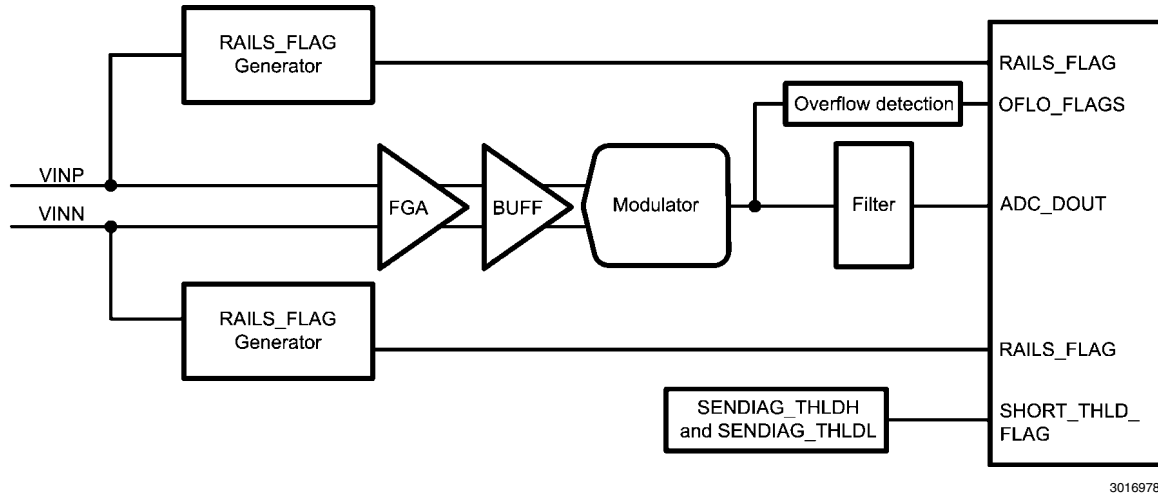 RAILS_FLAG
Generator
RAILS_FLAG
Overflow detection
OFLO_FLAGS
VINP
VINN
FGA
BUFF
Modulator
Filter
ADC_DOUT
RAILS_FLAG
Generator
RAILS_FLAG
SENDIAG_THLDH
and SENDIAG_THLDL
SHORT_THLD_
FLAG
3016978